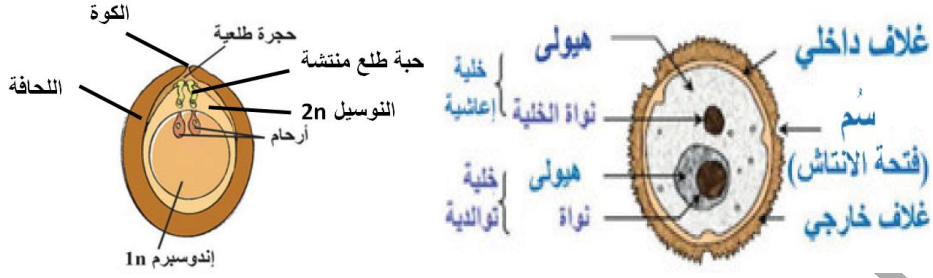 الكوة
حجرة طلعية
حبة طلع منتشة
اللحافة
النوسيل 2n
أرحام
إندوسبرم 1n
هيولى
غلاف داخلي
خلية
إعاشية
نواة الخلية
سُم
(فتحة الانتاش)
هيولى
خلية
توالدية
نواة
غلاف خارجي